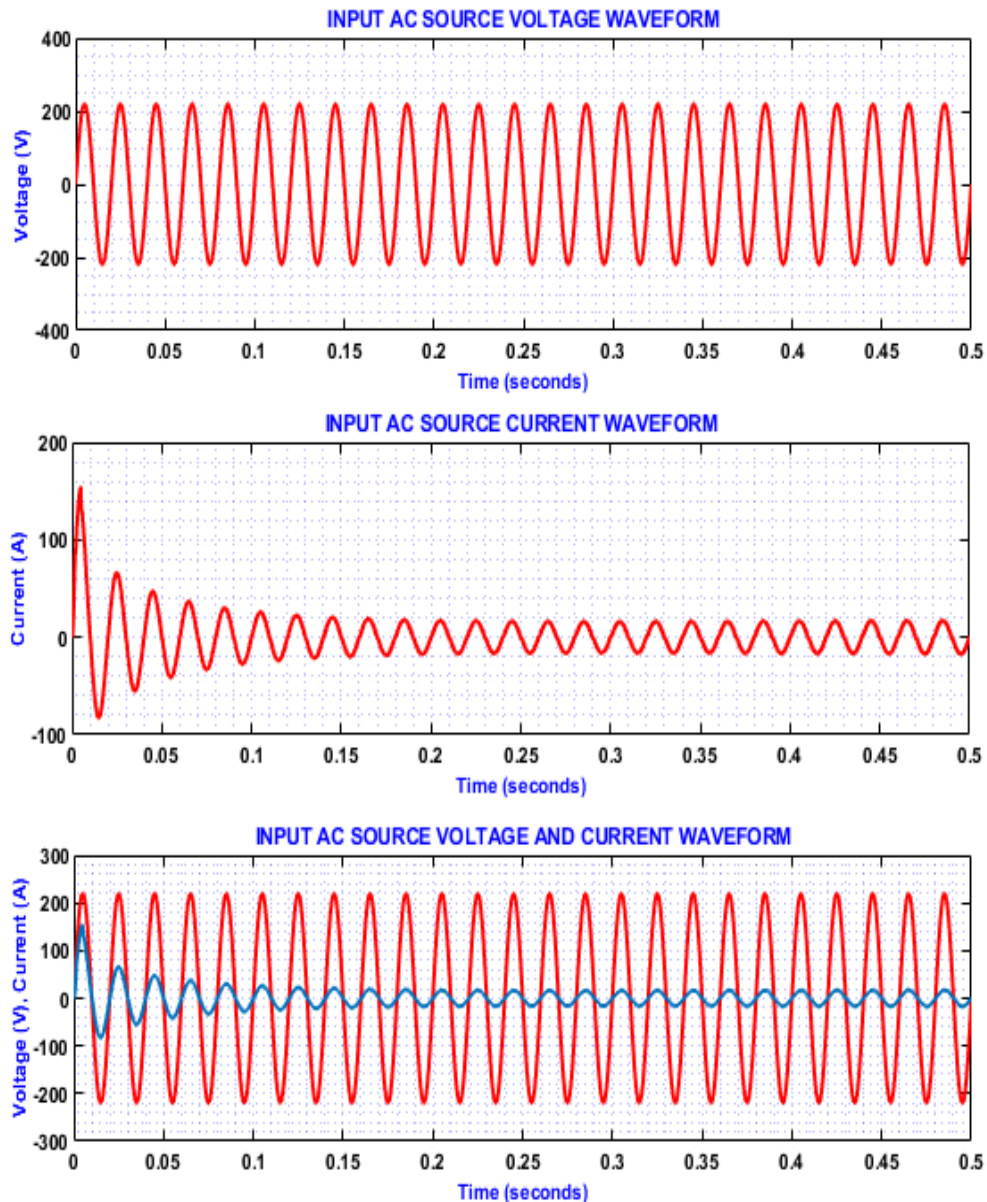 INPUT AC SOURCE VOLTAGE WAVEFORM
400
200
0
-200
-400
Voltage (V)
0 0.05 0.1 0.15 0.2 0.25 0.3 0.35 0.4 0.45 0.5
Time (seconds)
INPUT AC SOURCE CURRENT WAVEFORM
200
100
0
-100
Current (A)
0 0.05 0.1 0.15 0.2 0.25 0.3 0.35 0.4 0.45 0.5
Time (seconds)
INPUT AC SOURCE VOLTAGE AND CURRENT WAVEFORM
300
200
100
0
-100
-200
-300
Voltage (V), Current (A)
0 0.05 0.1 0.15 0.2 0.25 0.3 0.35 0.4 0.45 0.5
Time (seconds)